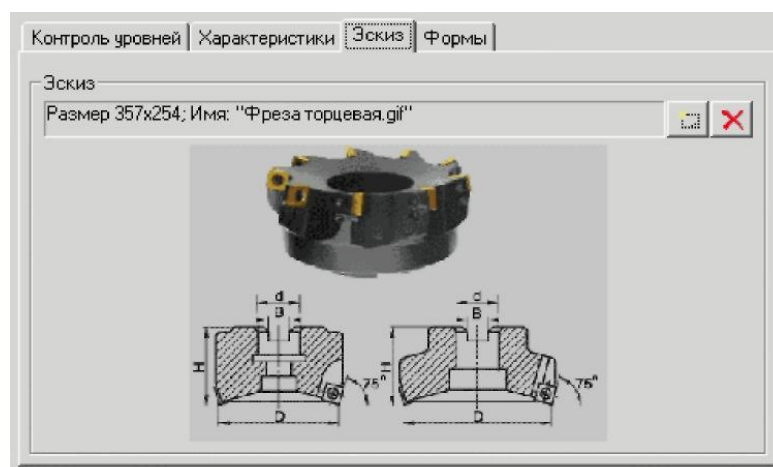 Контроль уровней Характеристики Эскиз Формы
Эскиз
Размер 357x254; Имя: "Фреза торцевая.gif"
d d
B B
H H
75° 75°
D D